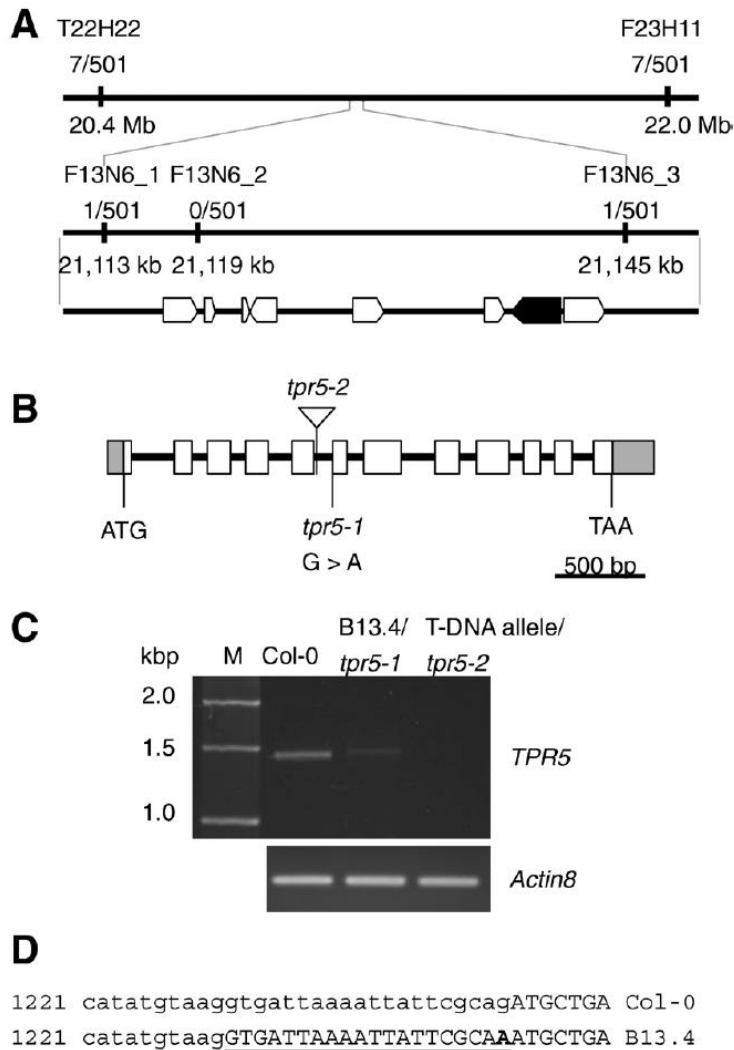 A
T22H22 F23H11
7/501 7/501
20.4 Mb 22.0 Mb
F13N6_1 F13N6_2 F13N6_3
1/501 0/501 1/501
21,113 kb 21,119 kb 21,145 kb
B
tpr5-2
ATG tpr5-1 TAA
G > A 500 bp
C
B13.4/ T-DNA allele/
kbp M Col-0 tpr5-1 tpr5-2
2.0
1.5 TPR5
1.0
Actin8
D
1221 catatgtaaggtgattaaaattattcgcagATGCTGA Col-0
1221 catatgtaagGTGATTAAAATTATTCGCAAATGCTGA B13.4